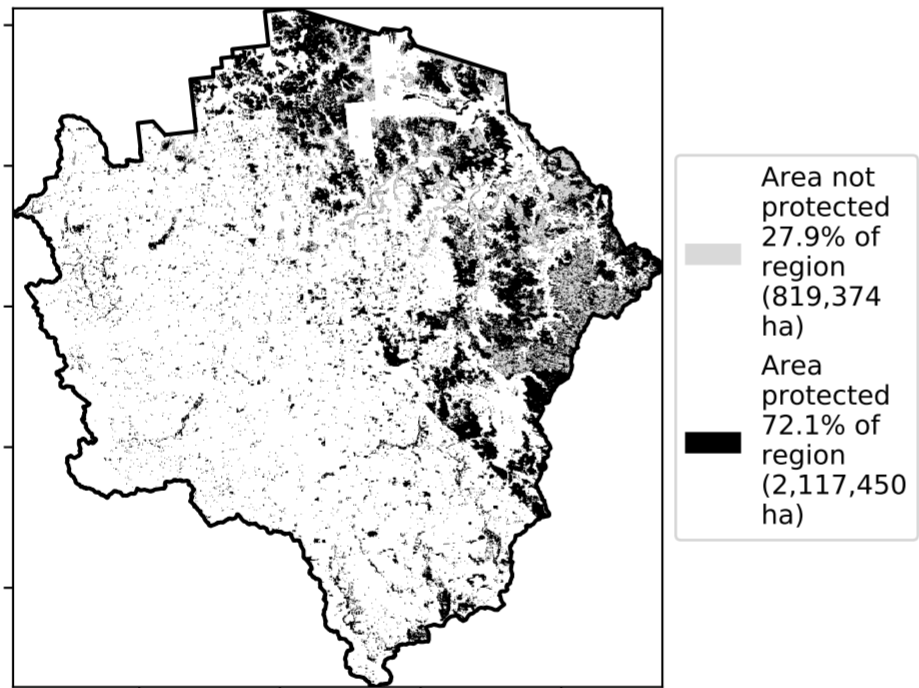 Area not
protected
27.9% of
region
(819,374
ha)
Area
protected
72.1% of
region
(2,117,450
ha)